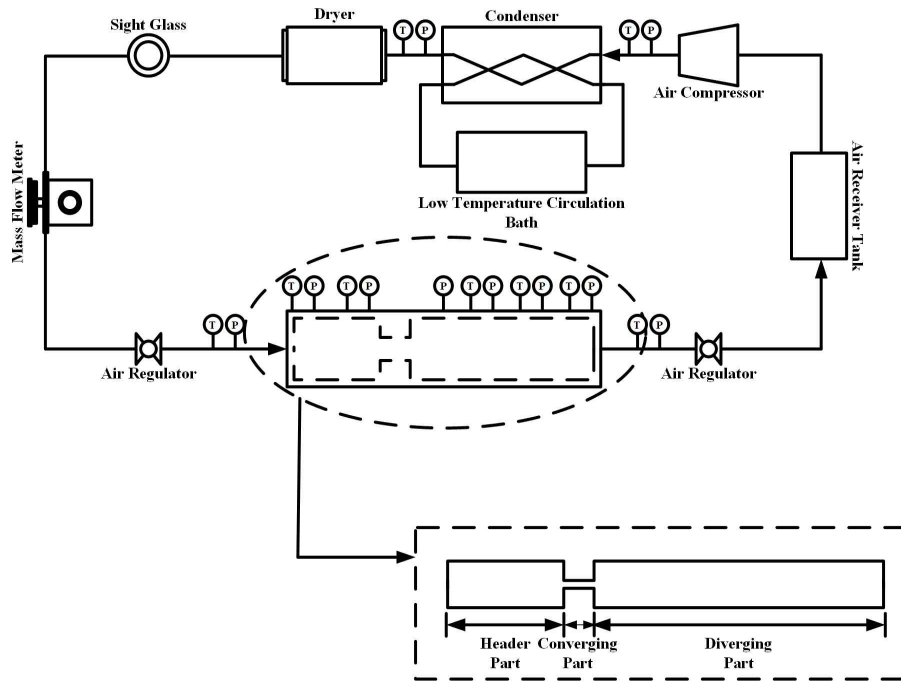 Dryer
Condenser
Sight Glass
T P
T P
Air Compressor
Mass Flow Meter
Air Receiver Tank
Low Temperature Circulation
Bath
T P T P P T P T P T P
T P
T P
Air Regulator
Air Regulator
Header
Part
Converging
Part
Diverging
Part